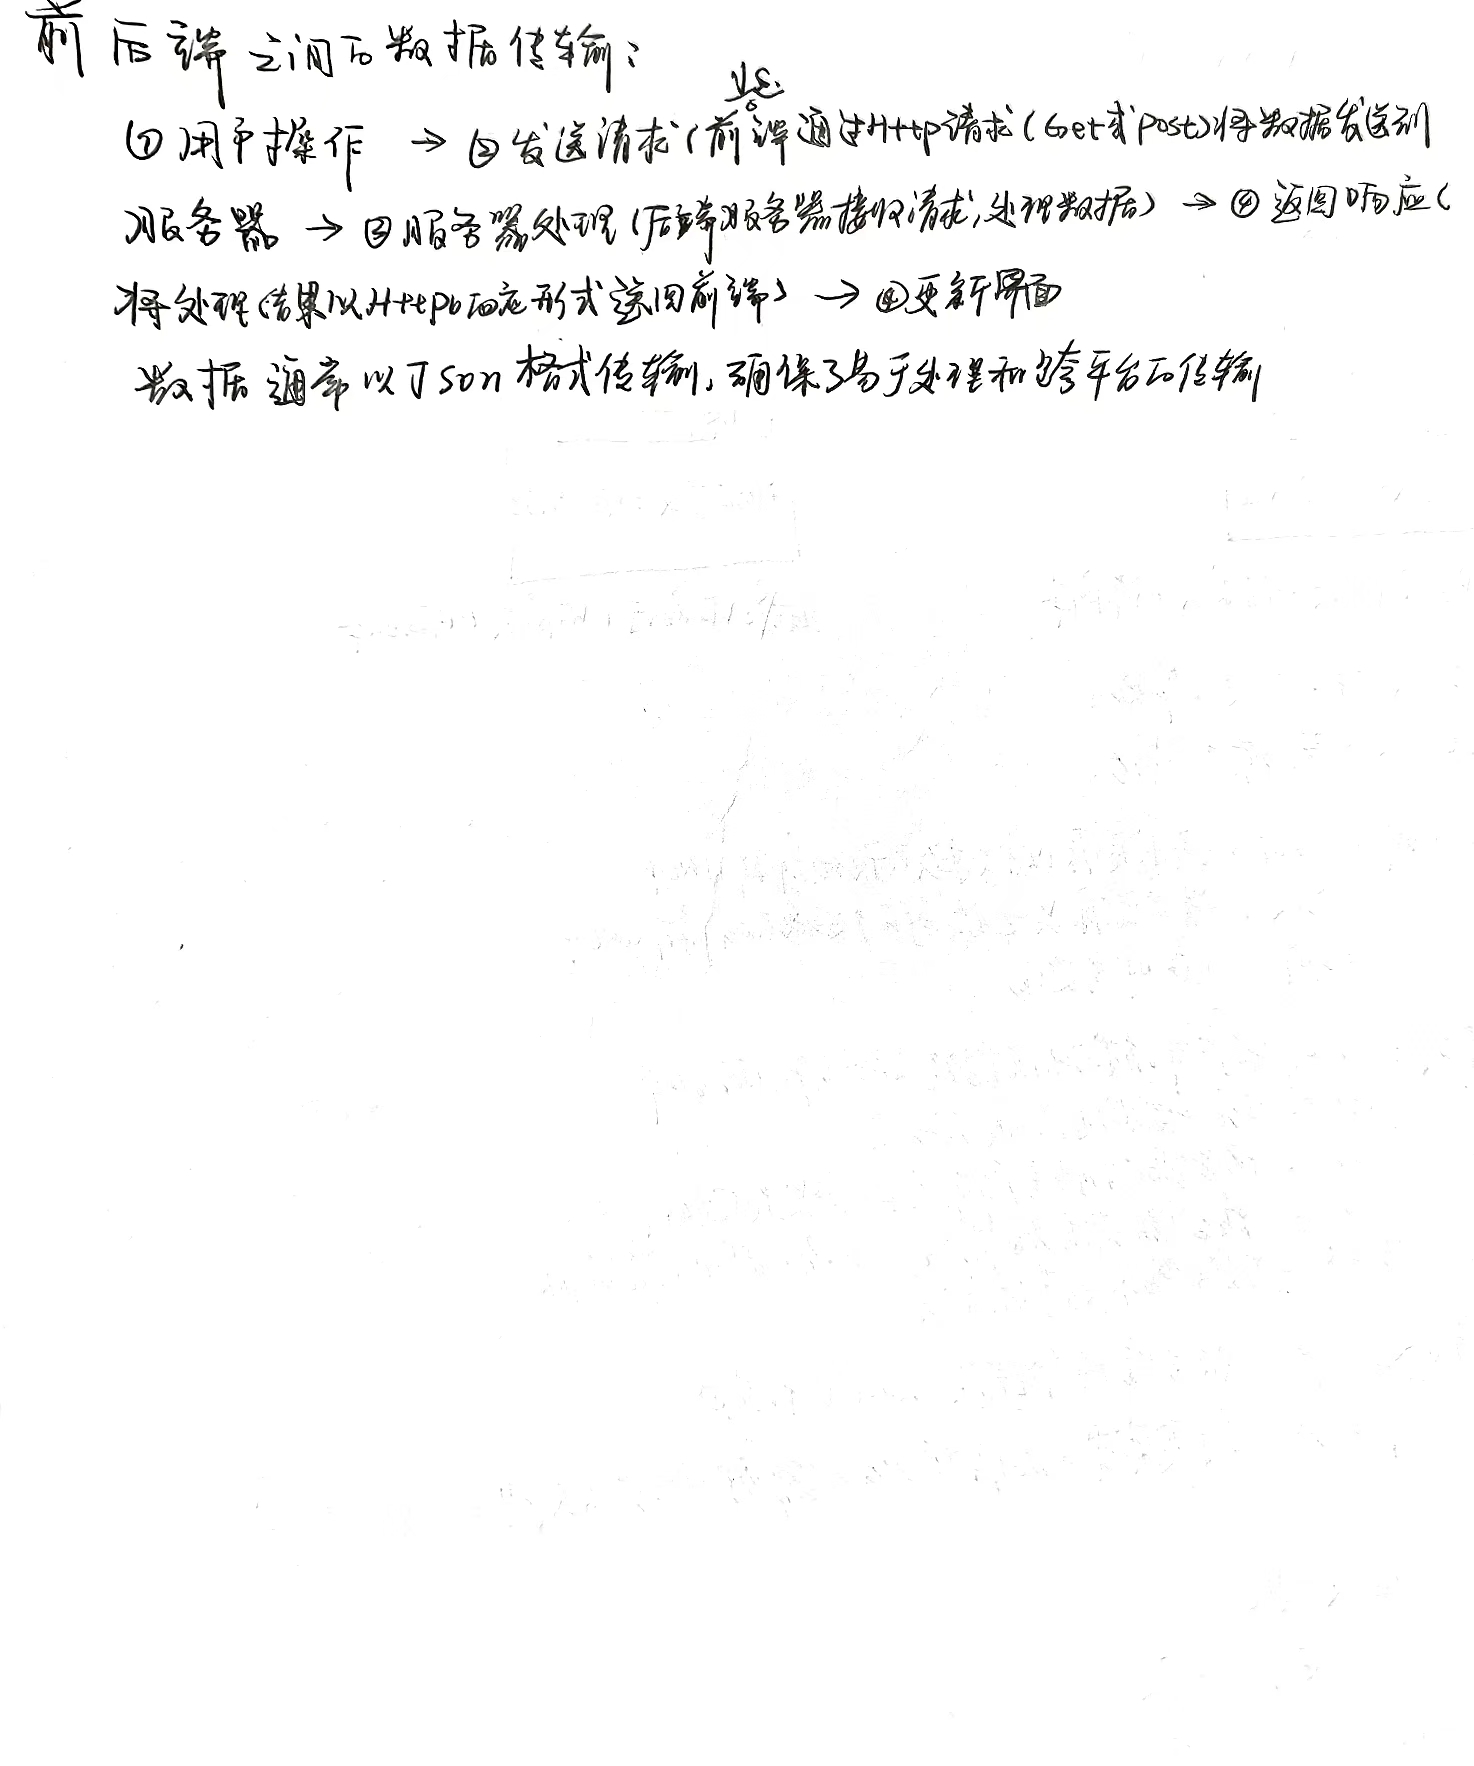 前后端之间的数据传输：
①用户操作 → ②发送请求（前端通过Http请求（Get或post）将数据发送到
服务器 → ③服务器处理（后端服务器接收请求，处理数据） → ④返回响应（
将处理结果以Http响应形式送回前端） → ④更新界面
数据通常以Json格式传输，确保了易于处理和跨平台的传输